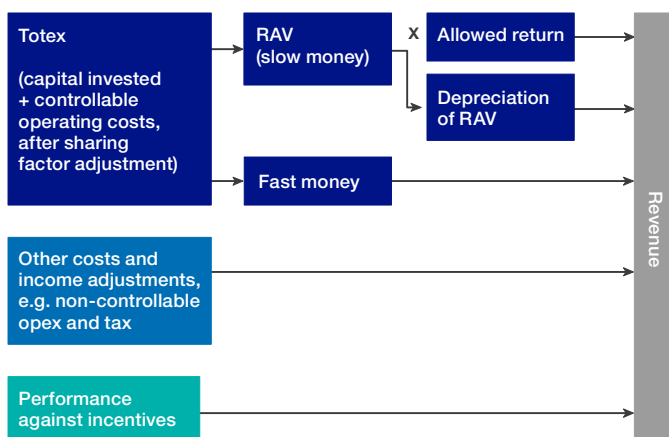 Totex
(capital invested
+ controllable
operating costs,
after sharing
factor adjustment)
RAV
(slow money)
x
Allowed return
Depreciation
of RAV
Fast money
Other costs and
income adjustments,
e.g. non-controllable
opex and tax
Performance
against incentives
Revenue